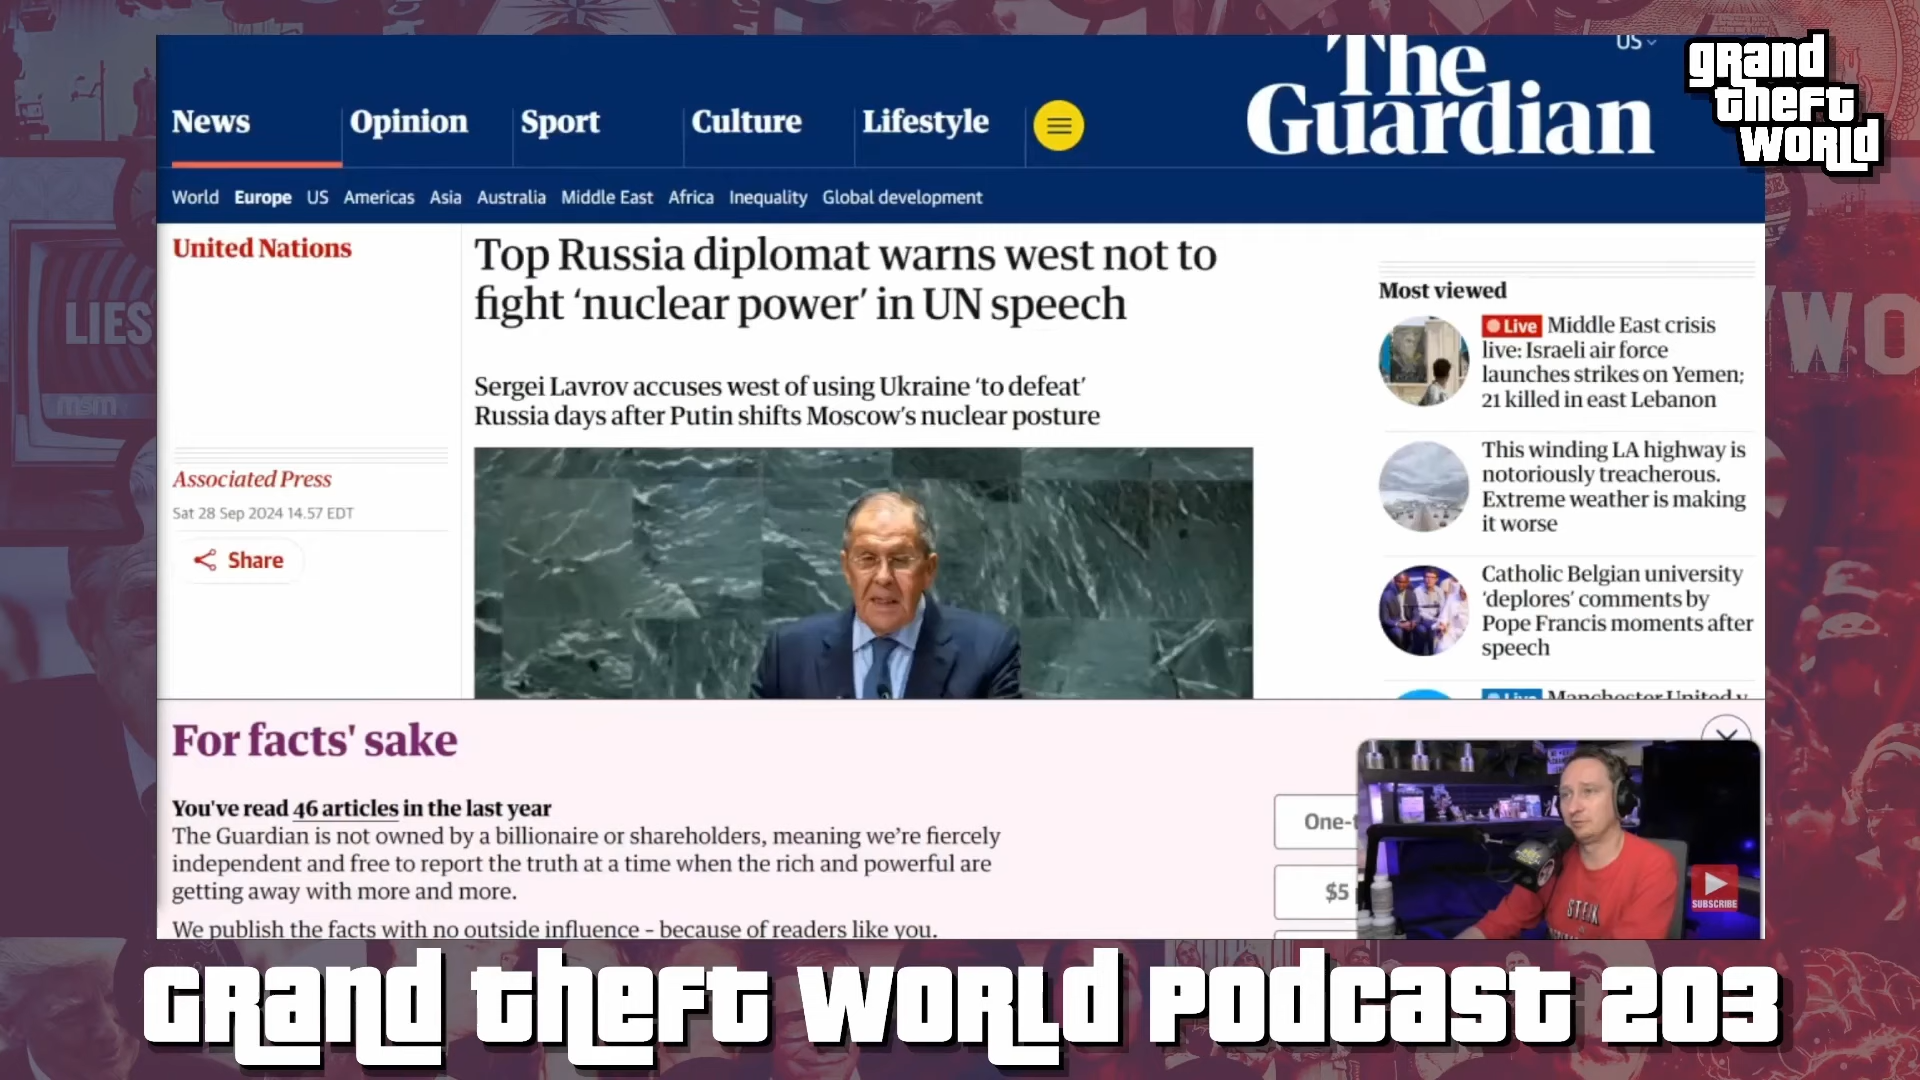 US
The
Guardian
grand
theft
world
News
Opinion
Sport
Culture
Lifestyle
World Europe US Americas Asia Australia Middle East Africa Inequality Global development
United Nations
Top Russia diplomat warns west not to
fight ‘nuclear power’ in UN speech
Sergei Lavrov accuses west of using Ukraine ‘to defeat’
Russia days after Putin shifts Moscow’s nuclear posture
Associated Press
Sat 28 Sep 2024 14.57 EDT
Share
Most viewed
Live Middle East crisis
live: Israeli air force
launches strikes on Yemen;
21 killed in east Lebanon
This winding LA highway is
notoriously treacherous.
Extreme weather is making
it worse
Catholic Belgian university
‘deplores’ comments by
Pope Francis moments after
speech
Live Manchester United v
LIES
msm
For facts' sake
You've read 46 articles in the last year
The Guardian is not owned by a billionaire or shareholders, meaning we’re fiercely
independent and free to report the truth at a time when the rich and powerful are
getting away with more and more.
We publish the facts with no outside influence – because of readers like you.
One-
$5
STEAK
SUBSCRIBE
Grand theft world podcast 203